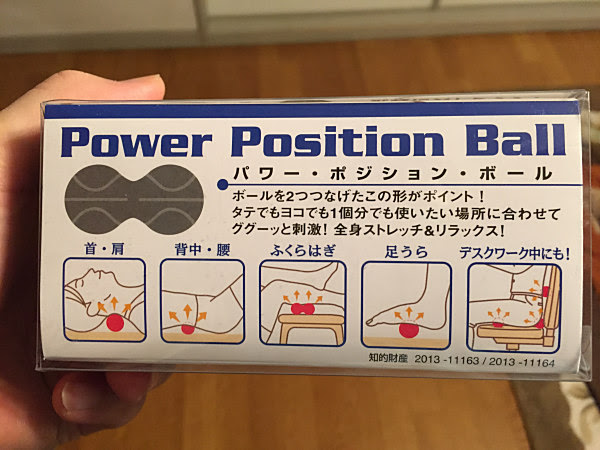 Power Position Ball
パワー・ポジション・ボール
ボールを2つつなげたこの形がポイント！
タテでもヨコでも1個分でも使いたい場所に合わせて
ググーッと刺激！全身ストレッチ&リラックス！
首・肩 背中・腰 ふくらはぎ 足うら デスクワーク中にも！
知的財産 2013 -11163 / 2013 -11164